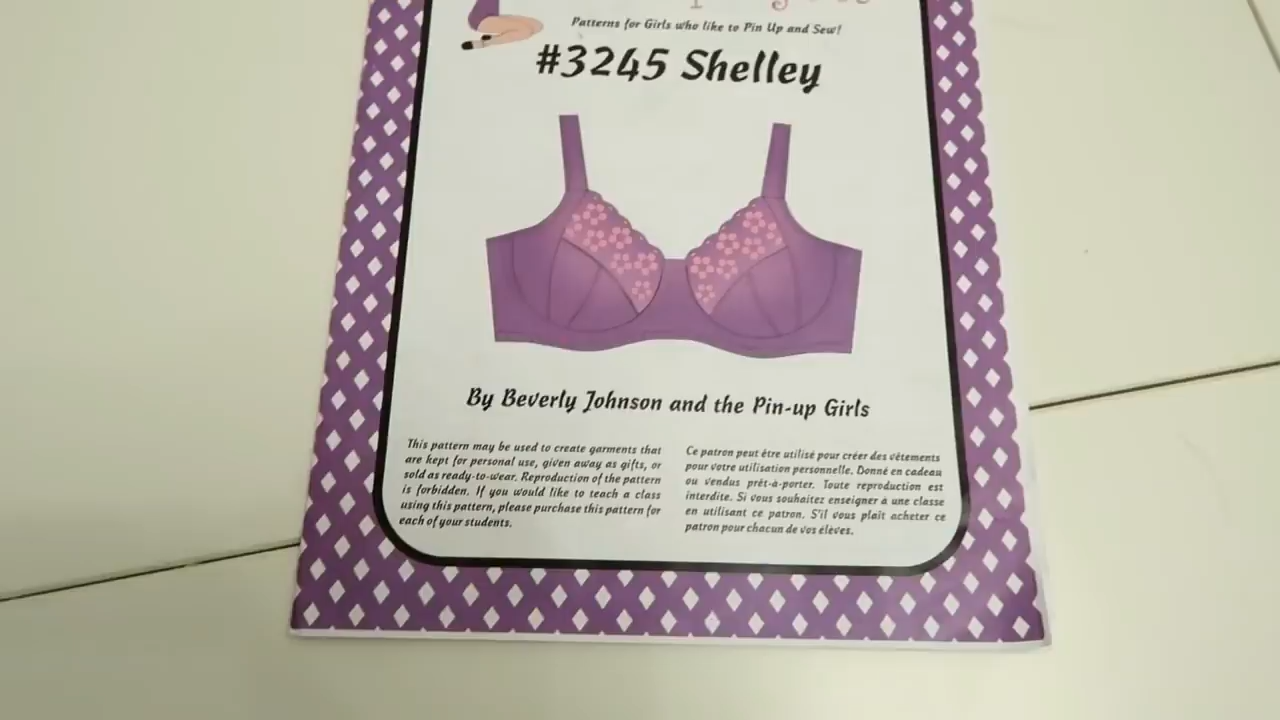 Patterns for Girls who like to Pin Up and Sew!
#3245 Shelley
By Beverly Johnson and the Pin-up Girls
This pattern may be used to create garments that
are kept for personal use, given away as gifts, or
sold as ready-to-wear. Reproduction of the pattern
is forbidden. If you would like to teach a class
using this pattern, please purchase this pattern for
each of your students.
Ce patron peut être utilisé pour créer des vêtements
pour votre utilisation personnelle. Donné en cadeau
ou vendus prêt-à-porter. Toute reproduction est
interdite. Si vous souhaitez enseigner à une classe
en utilisant ce patron. S'il vous plaît acheter ce
patron pour chacun de vos élèves.